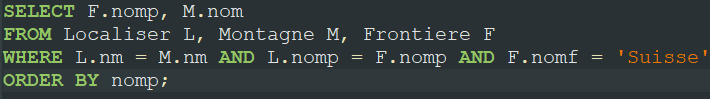 SELECT F.nomp, M.nom
FROM Localiser L, Montagne M, Frontiere F
WHERE L.nm = M.nm AND L.nomp = F.nomp AND F.nomf = 'Suisse'
ORDER BY nomp;